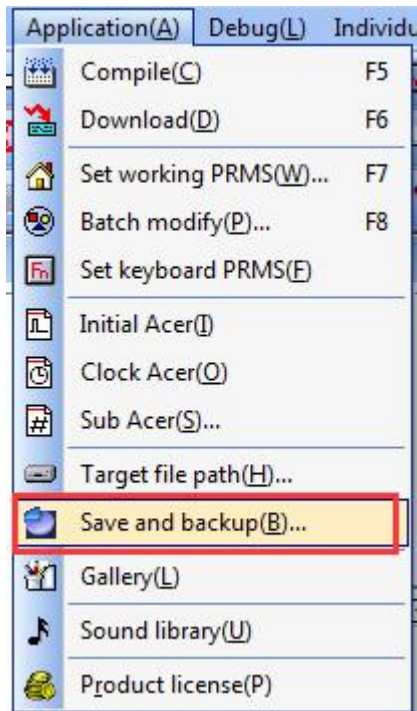 Application(A) Debug(L) Individu
Compile(C) F5
Download(D) F6
Set working PRMS(W)... F7
Batch modify(P)... F8
Set keyboard PRMS(F)
Initial Acer(I)
Clock Acer(O)
Sub Acer(S)...
Target file path(H)...
Save and backup(B)...
Gallery(L)
Sound library(U)
Product license(P)